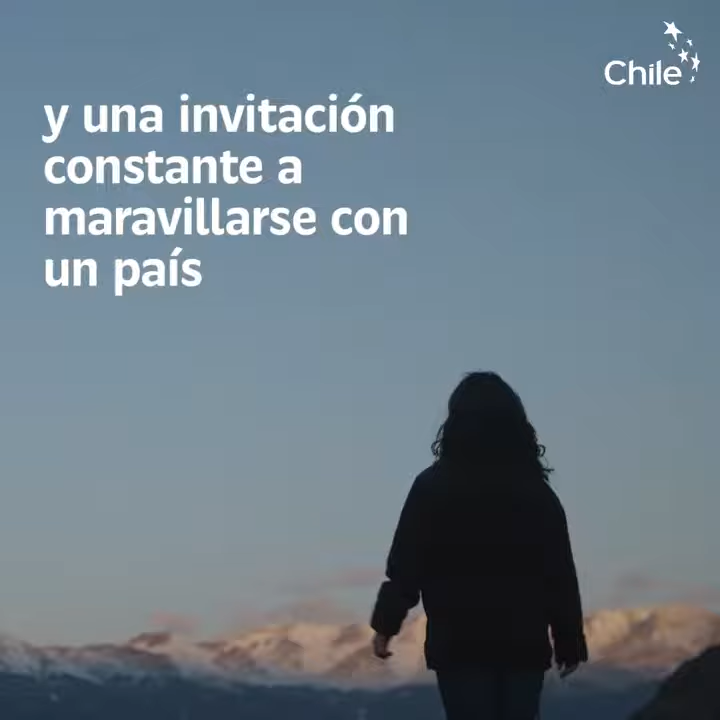 Chile
y una invitación
constante a
maravillarse con
un país